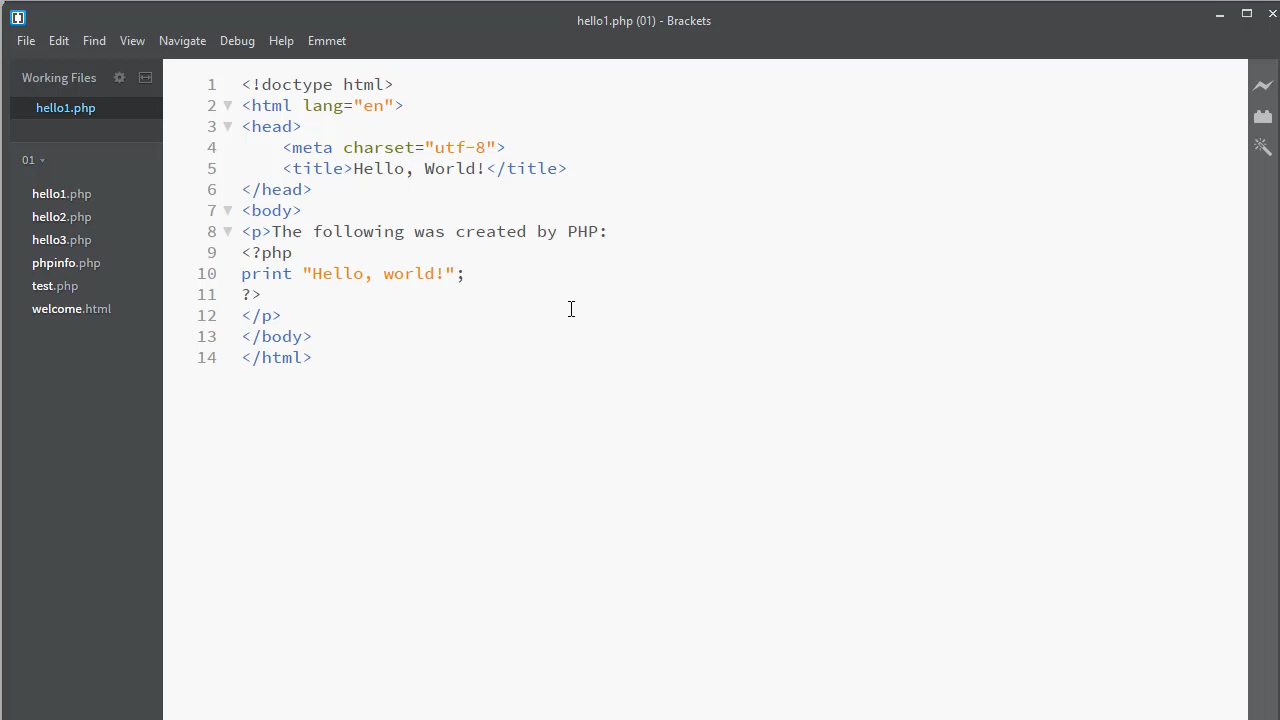 hello1.php (01) - Brackets
File Edit Find View Navigate Debug Help Emmet
Working Files
hello1.php
01
hello1.php
hello2.php
hello3.php
phpinfo.php
test.php
welcome.html
1 <!doctype html>
2 <html lang="en">
3 <head>
4     <meta charset="utf-8">
5     <title>Hello, World!</title>
6 </head>
7 <body>
8 <p>The following was created by PHP:
9 <?php
10 print "Hello, world!";
11 ?>
12 </p>
13 </body>
14 </html>